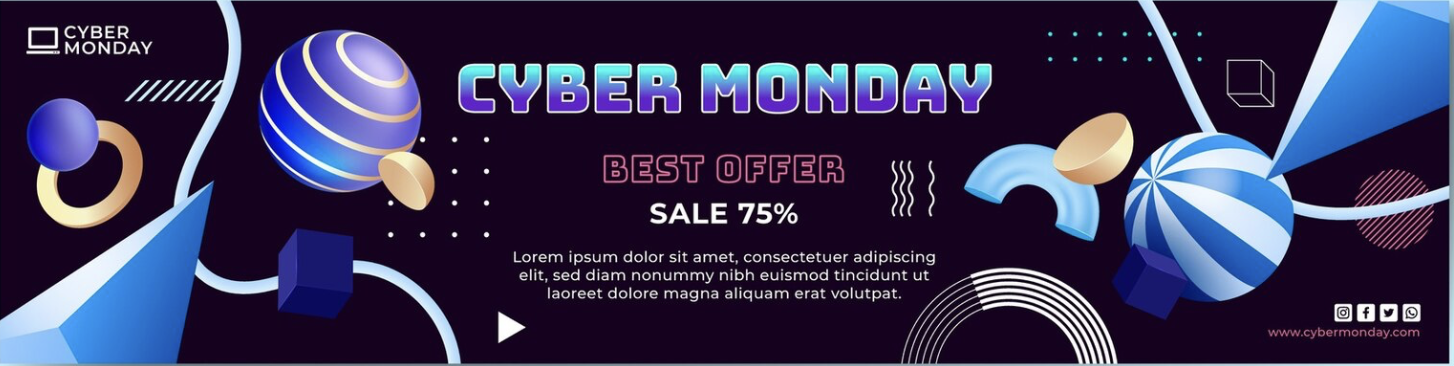 CYBER
MONDAY
CYBER MONDAY
BEST OFFER
SALE 75%
Lorem ipsum dolor sit amet, consectetuer adipiscing
elit, sed diam nonummy nibh euismod tincidunt ut
laoreet dolore magna aliquam erat volutpat.
www.cybermonday.com